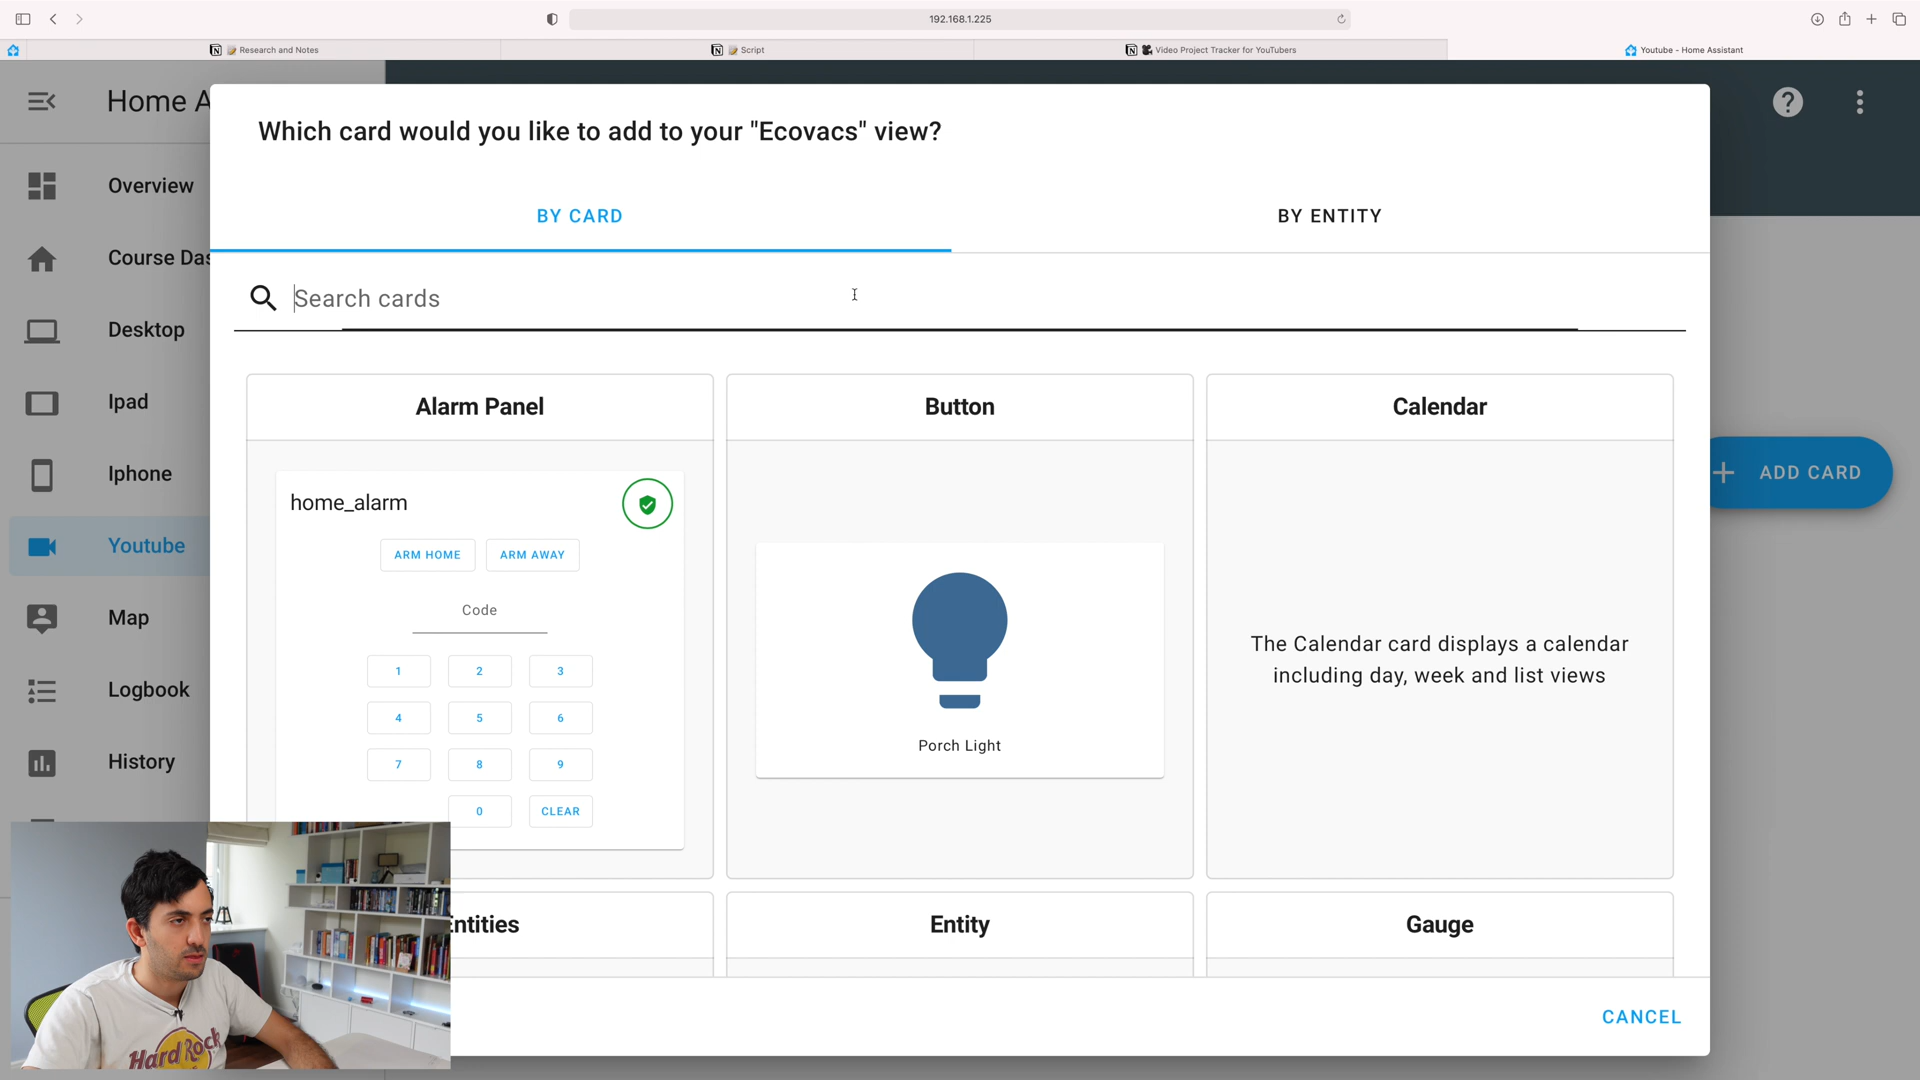 192.168.1.225
Research and Notes
Script
Video Project Tracker for YouTubers
Youtube - Home Assistant
Home A
Which card would you like to add to your "Ecovacs" view?
BY CARD
BY ENTITY
Overview
Course Das
Desktop
Ipad
Iphone
Youtube
Map
Logbook
History
Search cards
Alarm Panel
Button
Calendar
home_alarm
ARM HOME
ARM AWAY
Code
1
2
3
4
5
6
7
8
9
0
CLEAR
Porch Light
The Calendar card displays a calendar
including day, week and list views
ADD CARD
Entities
Entity
Gauge
CANCEL
Hard Rock